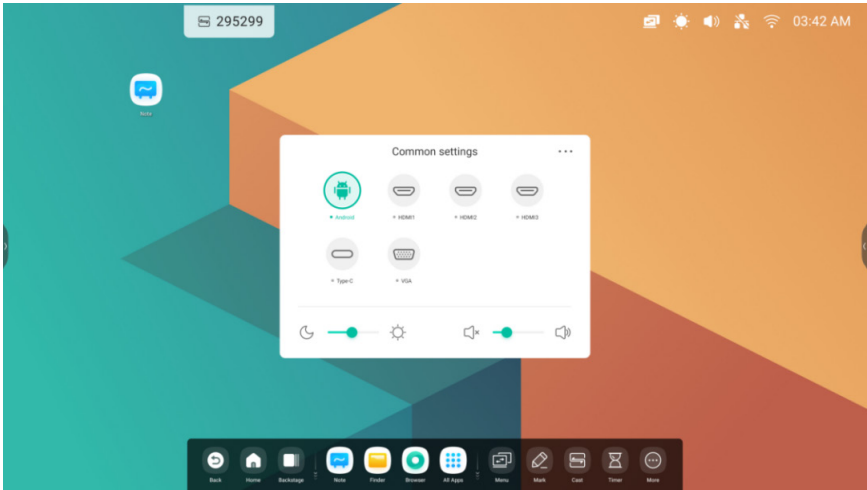 295299
03:42 AM
Note
Common settings
Android
HDMI1
HDMI2
HDMI3
Type-C
VGA
Back
Home
Backstage
Note
Finder
Browser
All Apps
Menu
Mark
Cast
Timer
More